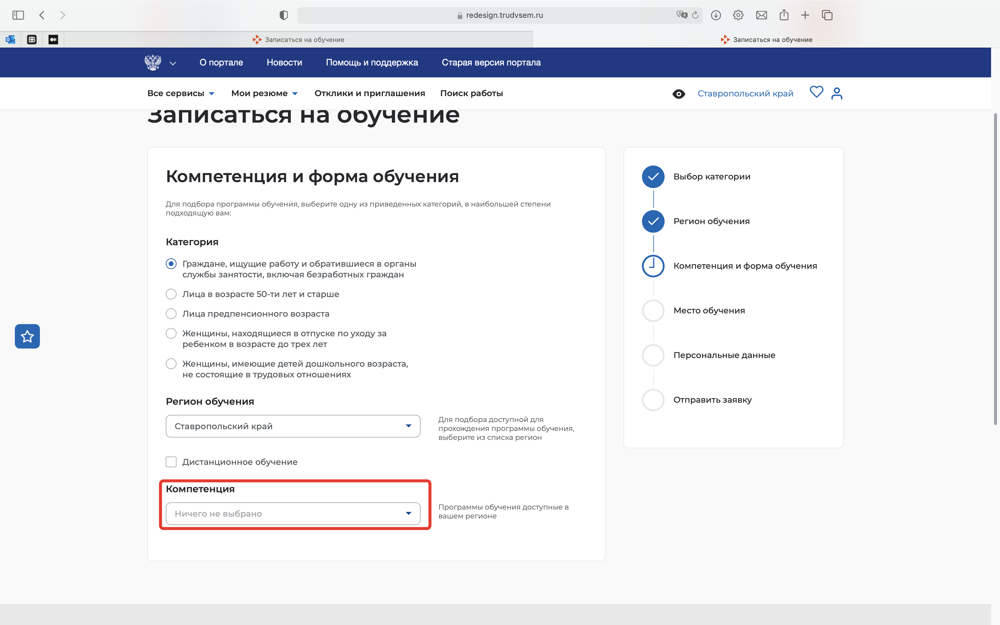 redesign.trudvsem.ru
Записаться на обучение
Записаться на обучение
О портале
Новости
Помощь и поддержка
Старая версия портала
Все сервисы
Мои резюме
Отклики и приглашения
Поиск работы
Ставропольский край
Записаться на обучение
Компетенция и форма обучения
Для подбора программы обучения, выберите одну из приведенных категорий, в наибольшей степени
подходящую вам:
Категория
Граждане, ищущие работу и обратившиеся в органы
службы занятости, включая безработных граждан
Лица в возрасте 50-ти лет и старше
Лица предпенсионного возраста
Женщины, находящиеся в отпуске по уходу за
ребенком в возрасте до трех лет
Женщины, имеющие детей дошкольного возраста,
не состоящие в трудовых отношениях
Регион обучения
Ставропольский край
Для подбора доступной для
прохождения программы обучения,
выберите из списка регион
Дистанционное обучение
Компетенция
Ничего не выбрано
Программы обучения доступные в
вашем регионе
Выбор категории
Регион обучения
Компетенция и форма обучения
Место обучения
Персональные данные
Отправить заявку